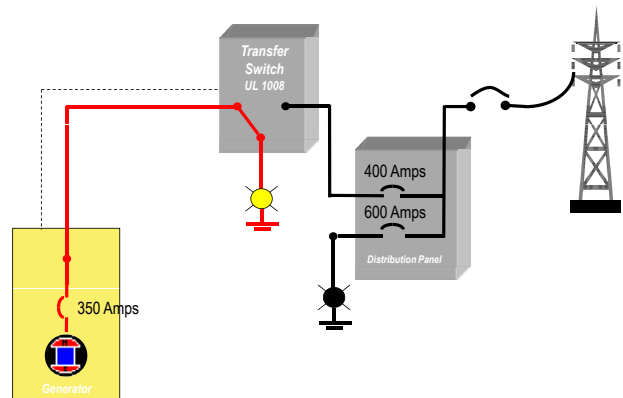 Transfer
Switch
UL 1008
400 Amps
600 Amps
Distribution Panel
350 Amps
Generator